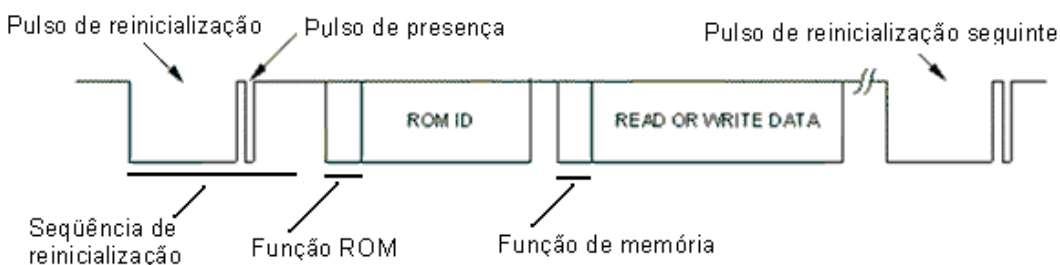 Pulso de reinicialização
Pulso de presença
Pulso de reinicialização seguinte
ROM ID
READ OR WRITE DATA
Seqüência de
reinicialização
Função ROM
Função de memória